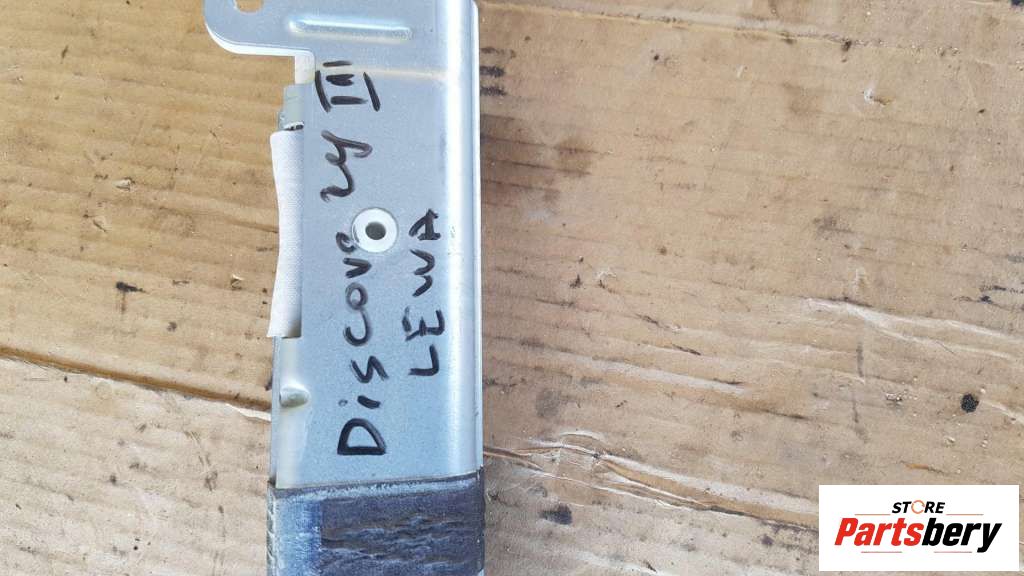 Discovery III
LEWA
STORE
Partsbery